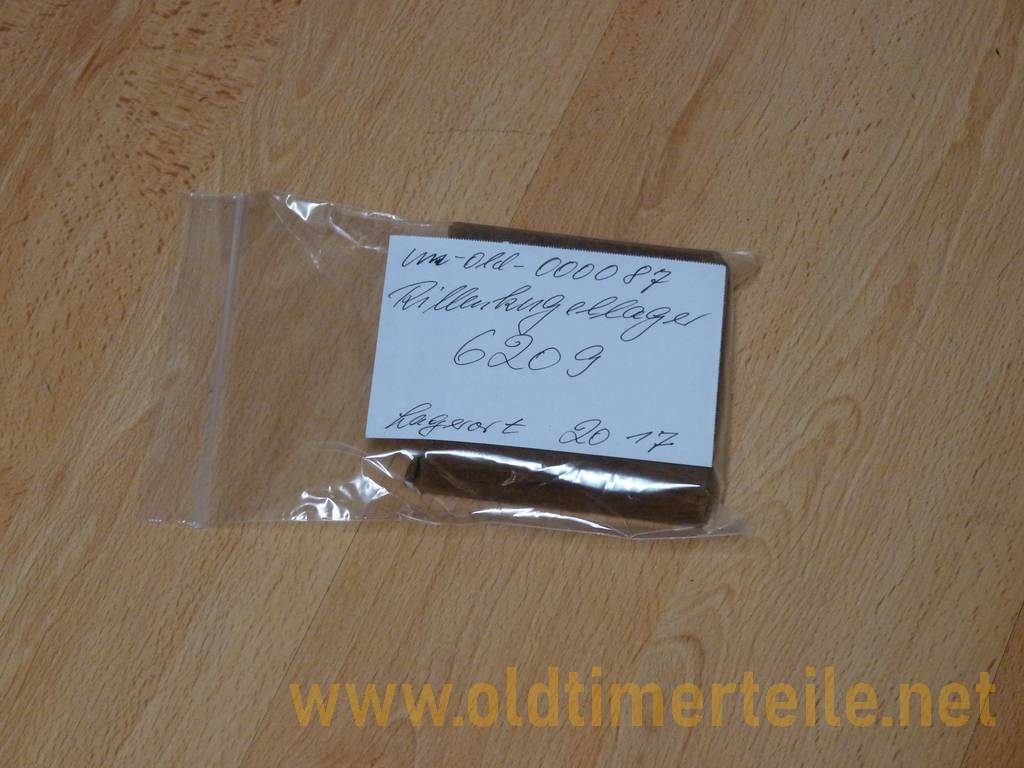 um-old-000087
Rillenkugellager
6209
Lagerort 20 17
www.oldtimerteile.net